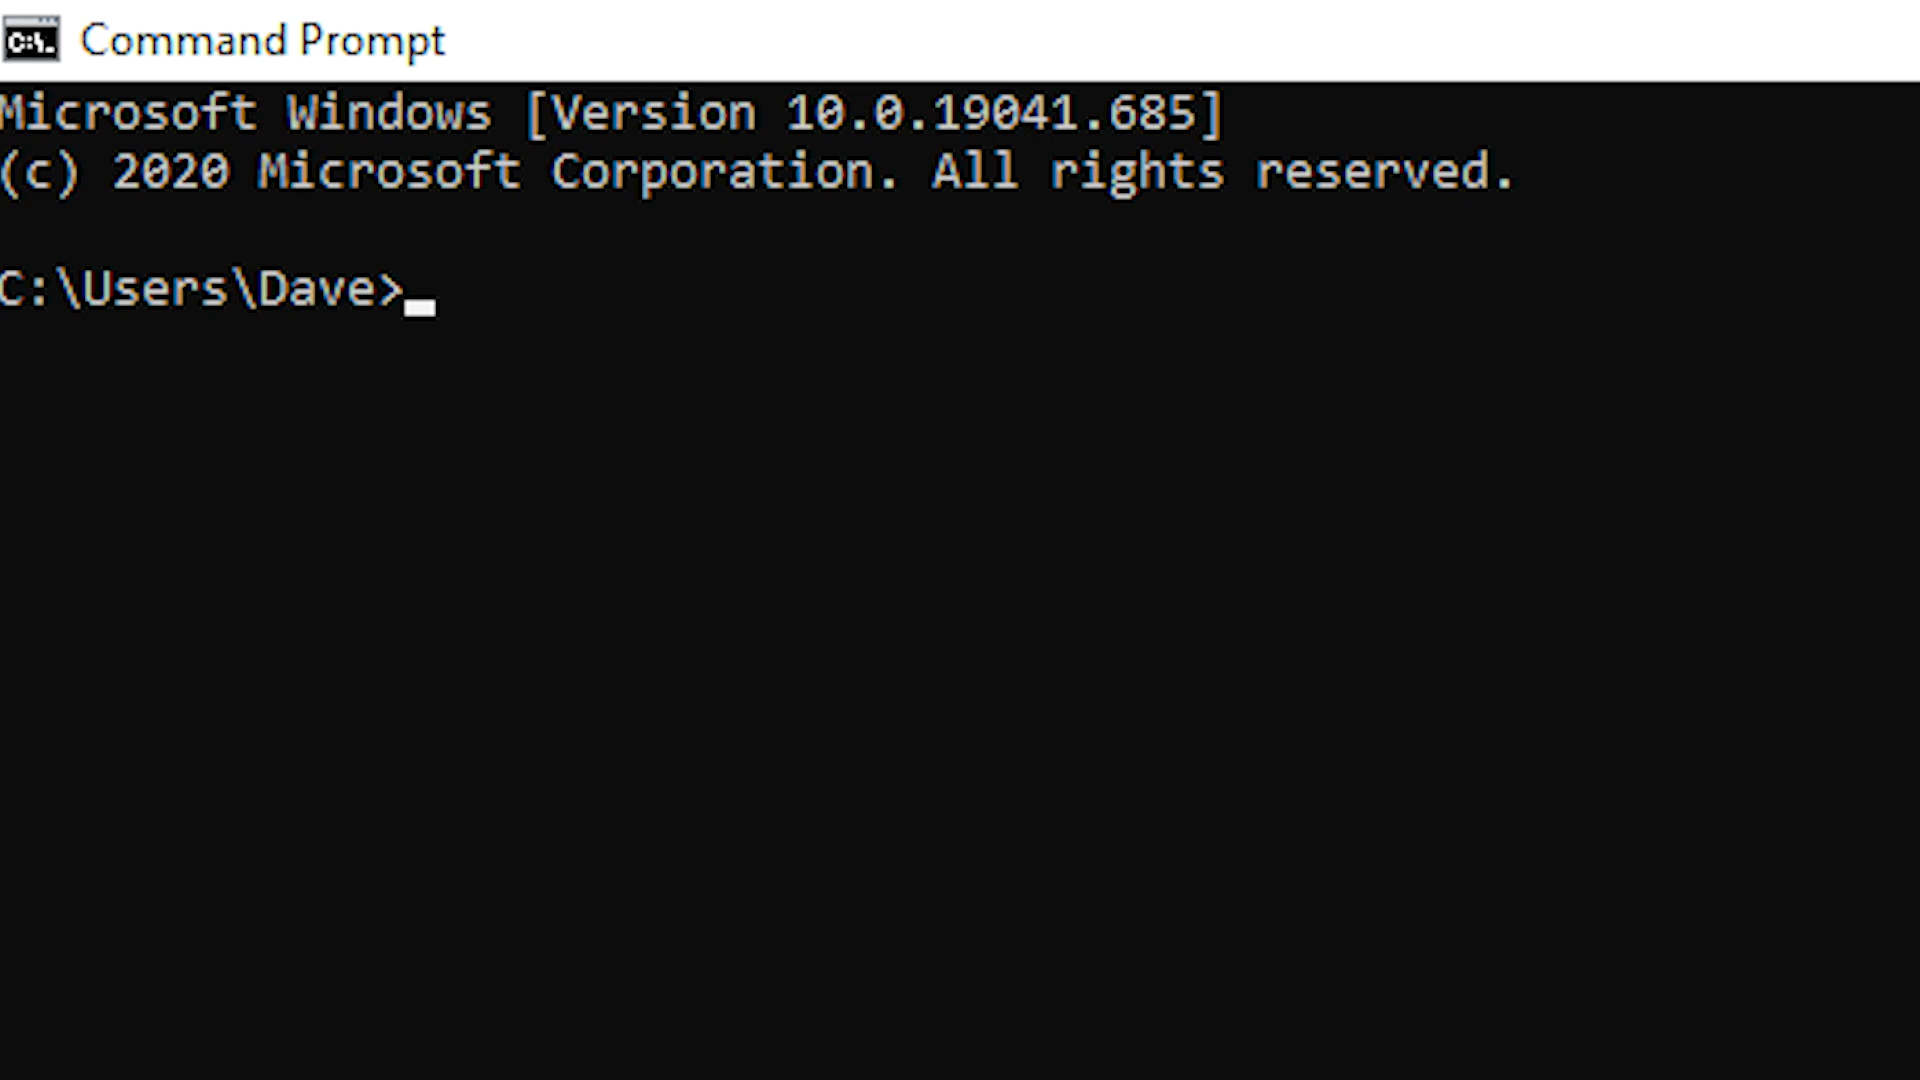 C:\.
Command Prompt
Microsoft Windows [Version 10.0.19041.685]
(c) 2020 Microsoft Corporation. All rights reserved.
C:\Users\Dave>